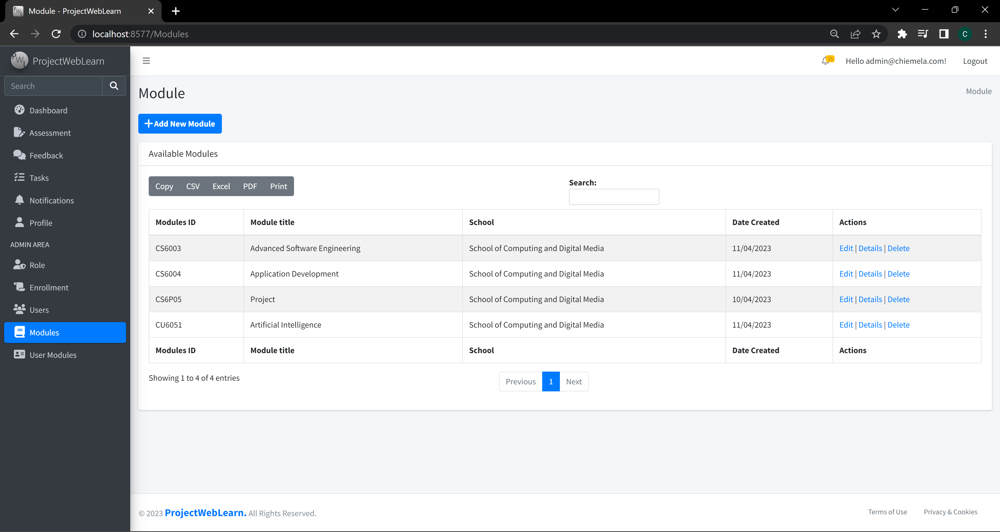 Module - ProjectWebLearn
localhost:8577/Modules
C
PWL ProjectWebLearn
15 Hello admin@chiemela.com! Logout
Search
Dashboard
Assessment
Feedback
Tasks
Notifications
Profile
ADMIN AREA
Role
Enrollment
Users
Modules
User Modules
Module
Module
Add New Module
Available Modules
Copy CSV Excel PDF Print
Search:
Modules ID Module title School Date Created Actions
CS6003 Advanced Software Engineering School of Computing and Digital Media 11/04/2023 Edit | Details | Delete
CS6004 Application Development School of Computing and Digital Media 11/04/2023 Edit | Details | Delete
CS6P05 Project School of Computing and Digital Media 10/04/2023 Edit | Details | Delete
CU6051 Artificial Intelligence School of Computing and Digital Media 11/04/2023 Edit | Details | Delete
Modules ID Module title School Date Created Actions
Showing 1 to 4 of 4 entries
Previous 1 Next
© 2023 ProjectWebLearn. All Rights Reserved.
Terms of Use Privacy & Cookies